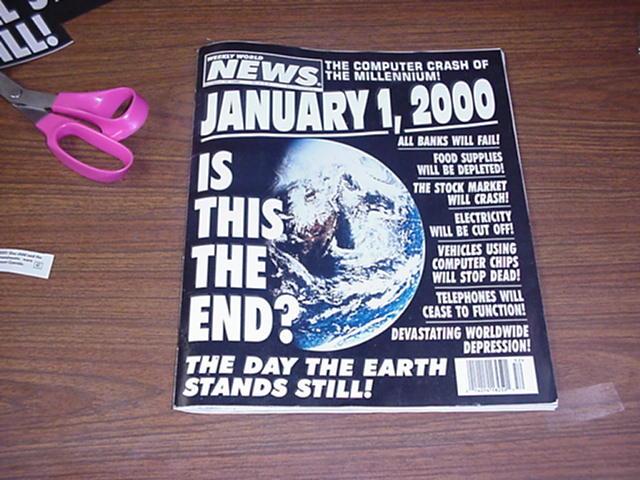 ILL!
WEEKLY WORLD
NEWS
THE COMPUTER CRASH OF
THE MILLENNIUM!
JANUARY 1, 2000
ALL BANKS WILL FAIL!
FOOD SUPPLIES
WILL BE DEPLETED!
THE STOCK MARKET
WILL CRASH!
ELECTRICITY
WILL BE CUT OFF!
VEHICLES USING
COMPUTER CHIPS
WILL STOP DEAD!
TELEPHONES WILL
CEASE TO FUNCTION!
DEVASTATING WORLDWIDE
DEPRESSION!
IS
THIS
THE
END?
THE DAY THE EARTH
STANDS STILL!